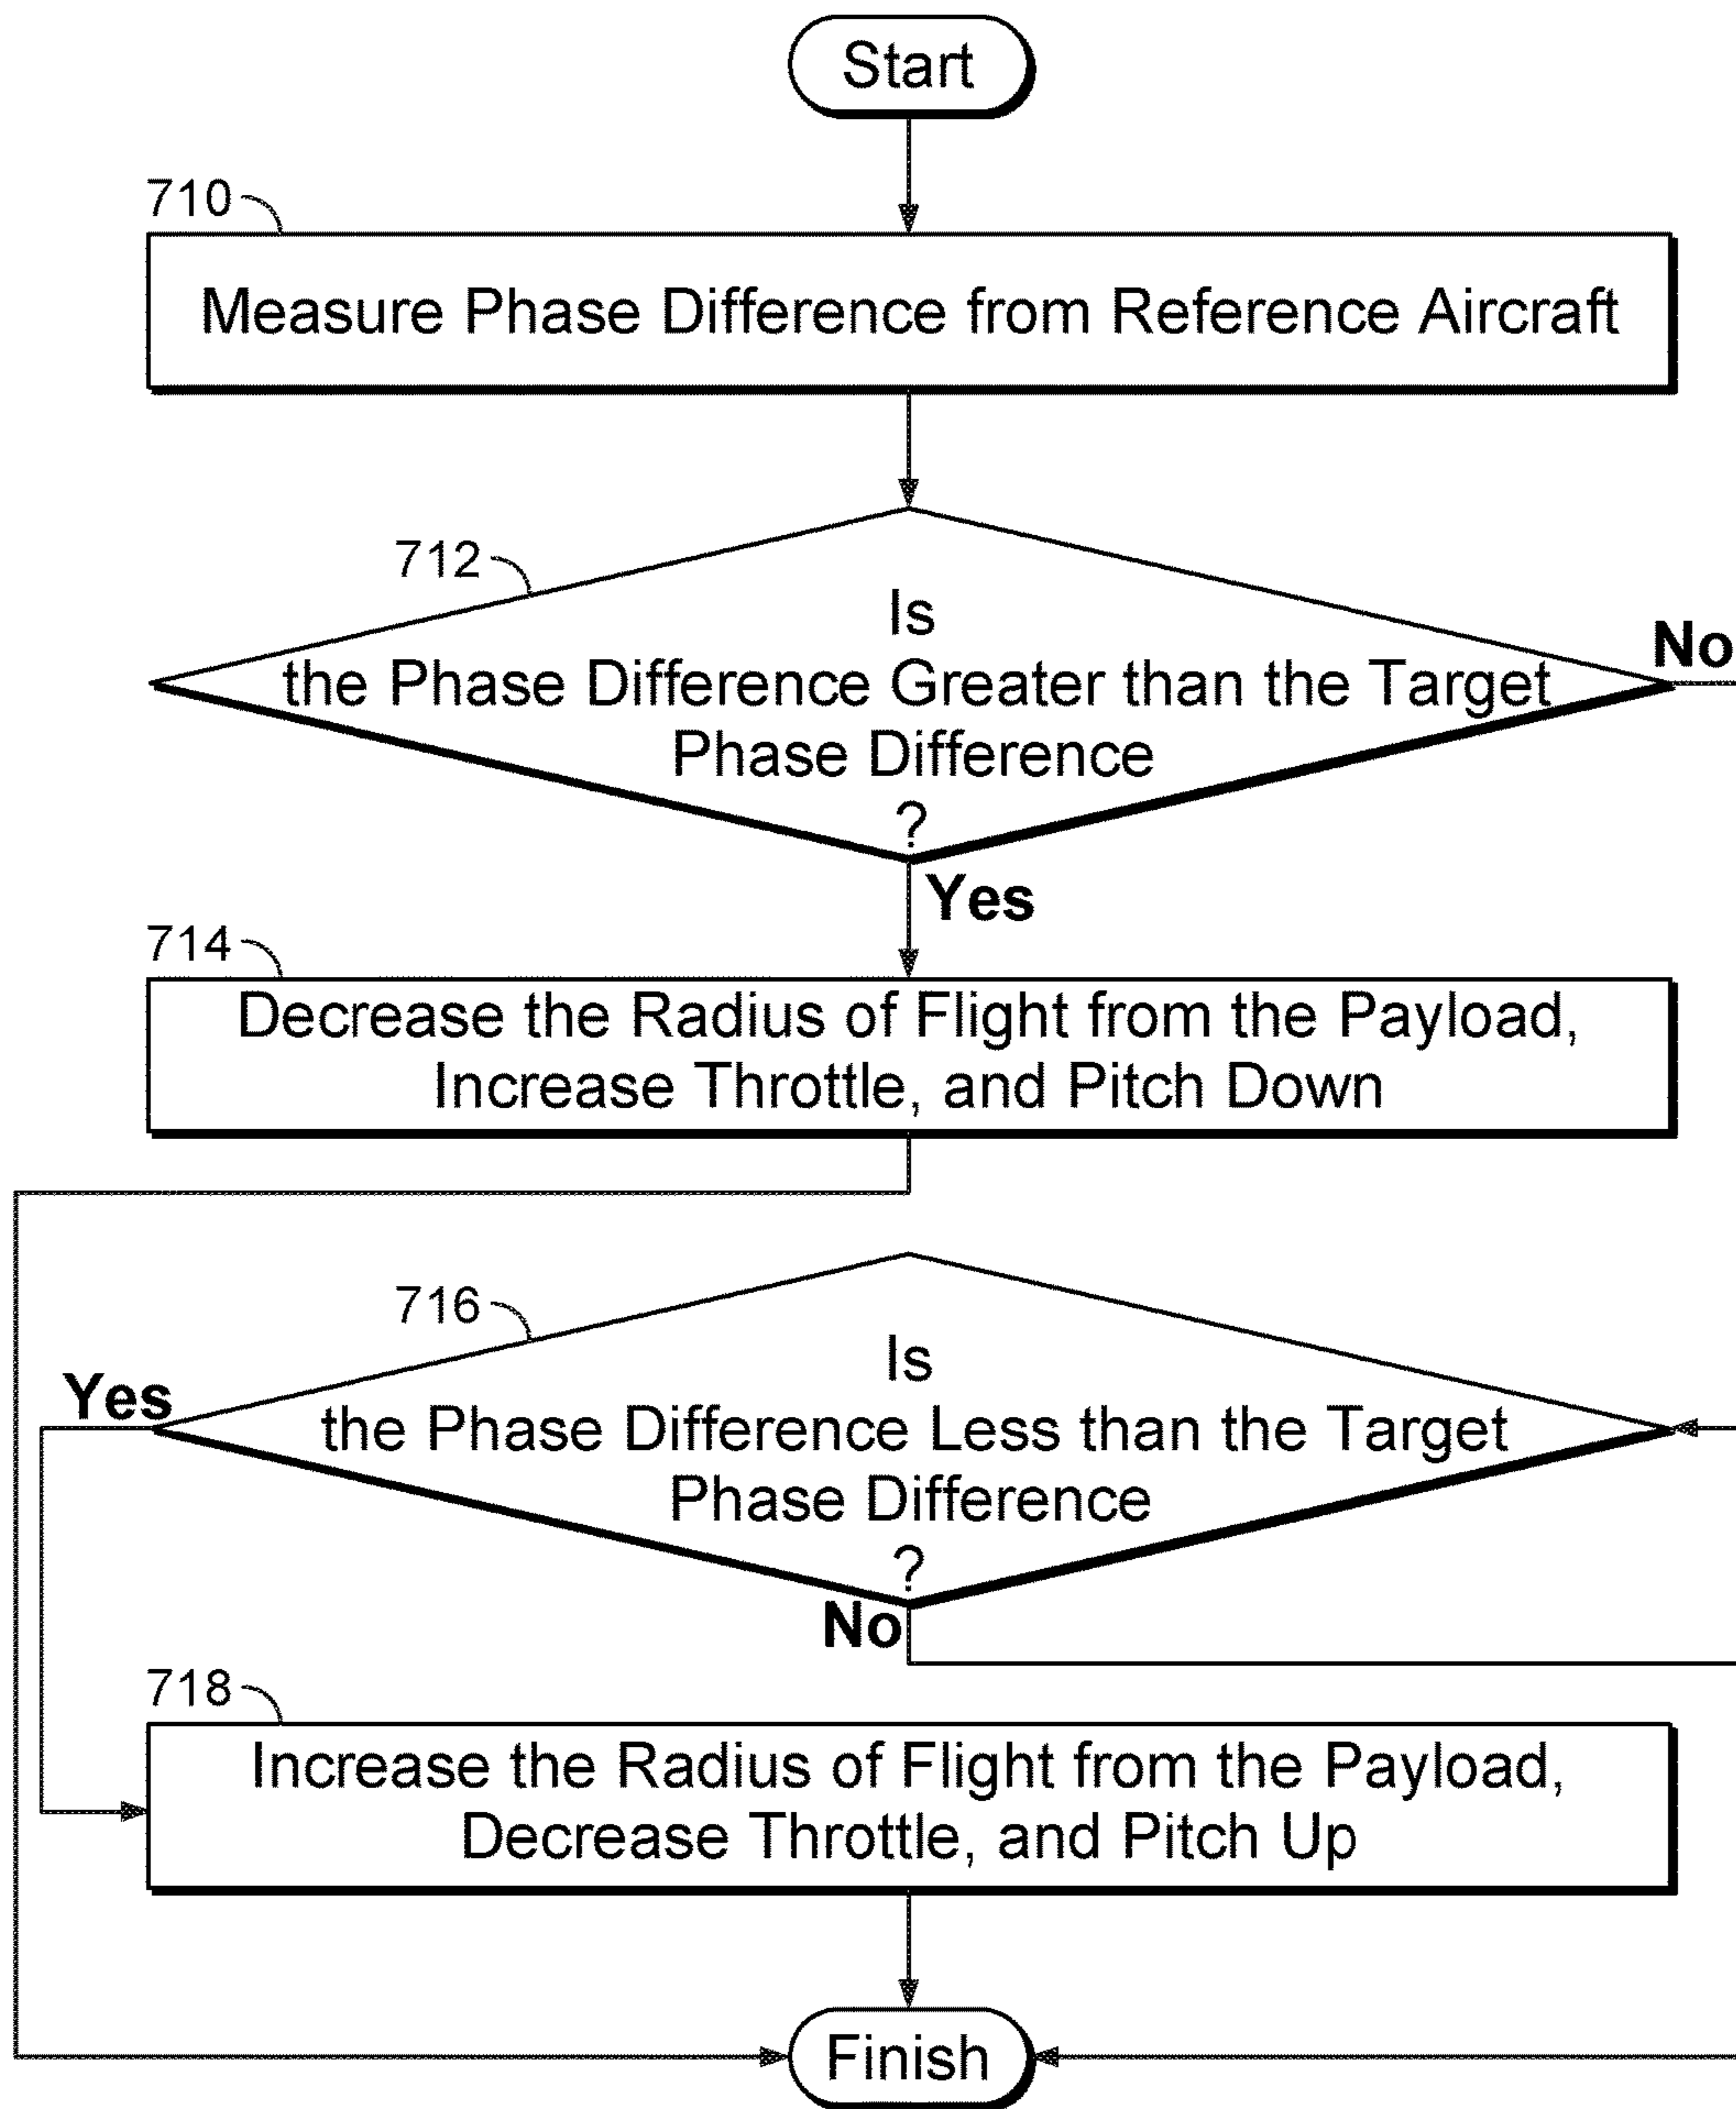 Start
710
Measure Phase Difference from Reference Aircraft
712
Is
the Phase Difference Greater than the Target
Phase Difference
?
No
Yes
714
Decrease the Radius of Flight from the Payload,
Increase Throttle, and Pitch Down
716
Is
the Phase Difference Less than the Target
Phase Difference
?
Yes
No
718
Increase the Radius of Flight from the Payload,
Decrease Throttle, and Pitch Up
Finish